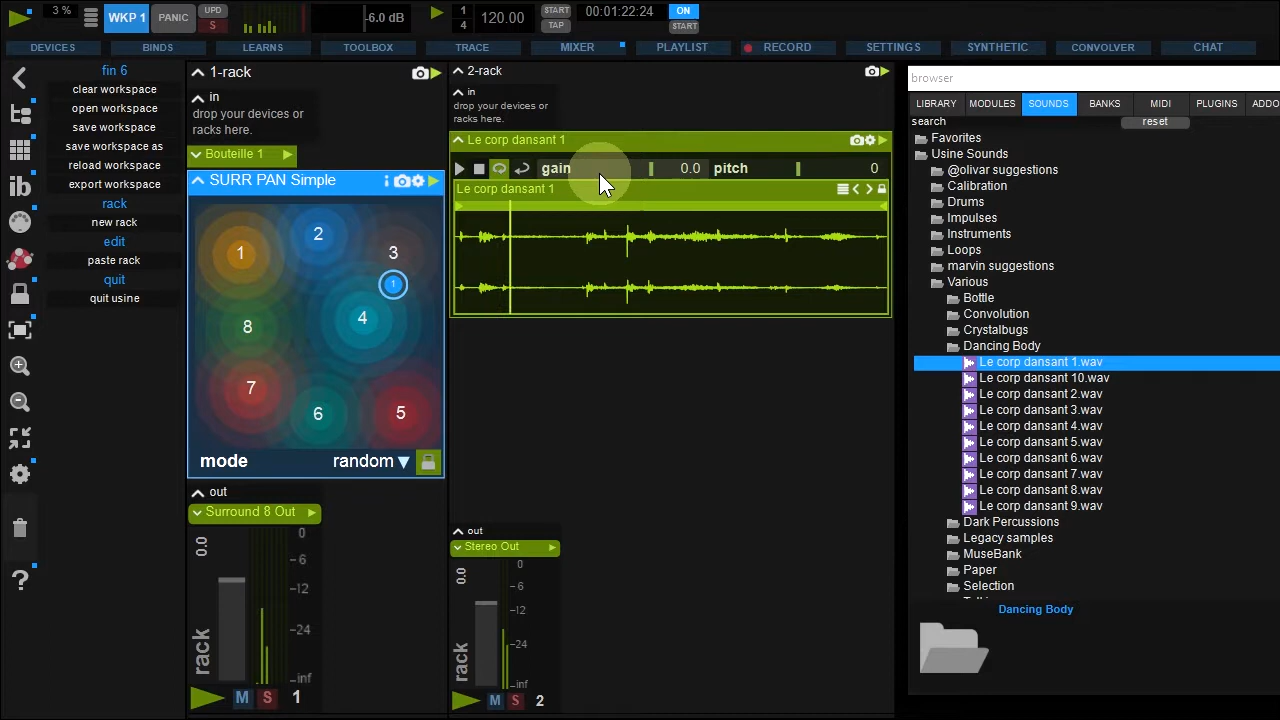 3 %
WKP 1
PANIC
UPD
S
-6.0 dB
1
4
120.00
START
TAP
00:01:22:24
ON
START
DEVICES
BINDS
LEARNS
TOOLBOX
TRACE
MIXER
PLAYLIST
RECORD
SETTINGS
SYNTHETIC
CONVOLVER
CHAT
fin 6
clear workspace
open workspace
save workspace
save workspace as
reload workspace
export workspace
rack
new rack
edit
paste rack
quit
quit usine
ib
?
1-rack
in
drop your devices or
racks here.
Bouteille 1
SURR PAN Simple
i
1
2
3
1
4
8
7
6
5
mode
random
out
Surround 8 Out
0.0
0
-6
-12
-24
-inf
rack
M
S
1
2-rack
in
drop your devices or
racks here.
Le corp dansant 1
gain
0.0
pitch
0
Le corp dansant 1
out
Stereo Out
0.0
0
-6
-12
-24
-inf
rack
M
S
2
browser
LIBRARY
MODULES
SOUNDS
BANKS
MIDI
PLUGINS
ADDO
search
reset
Favorites
Usine Sounds
@olivar suggestions
Calibration
Drums
Impulses
Instruments
Loops
marvin suggestions
Various
Bottle
Convolution
Crystalbugs
Dancing Body
Le corp dansant 1.wav
Le corp dansant 10.wav
Le corp dansant 2.wav
Le corp dansant 3.wav
Le corp dansant 4.wav
Le corp dansant 5.wav
Le corp dansant 6.wav
Le corp dansant 7.wav
Le corp dansant 8.wav
Le corp dansant 9.wav
Dark Percussions
Legacy samples
MuseBank
Paper
Selection
Dancing Body